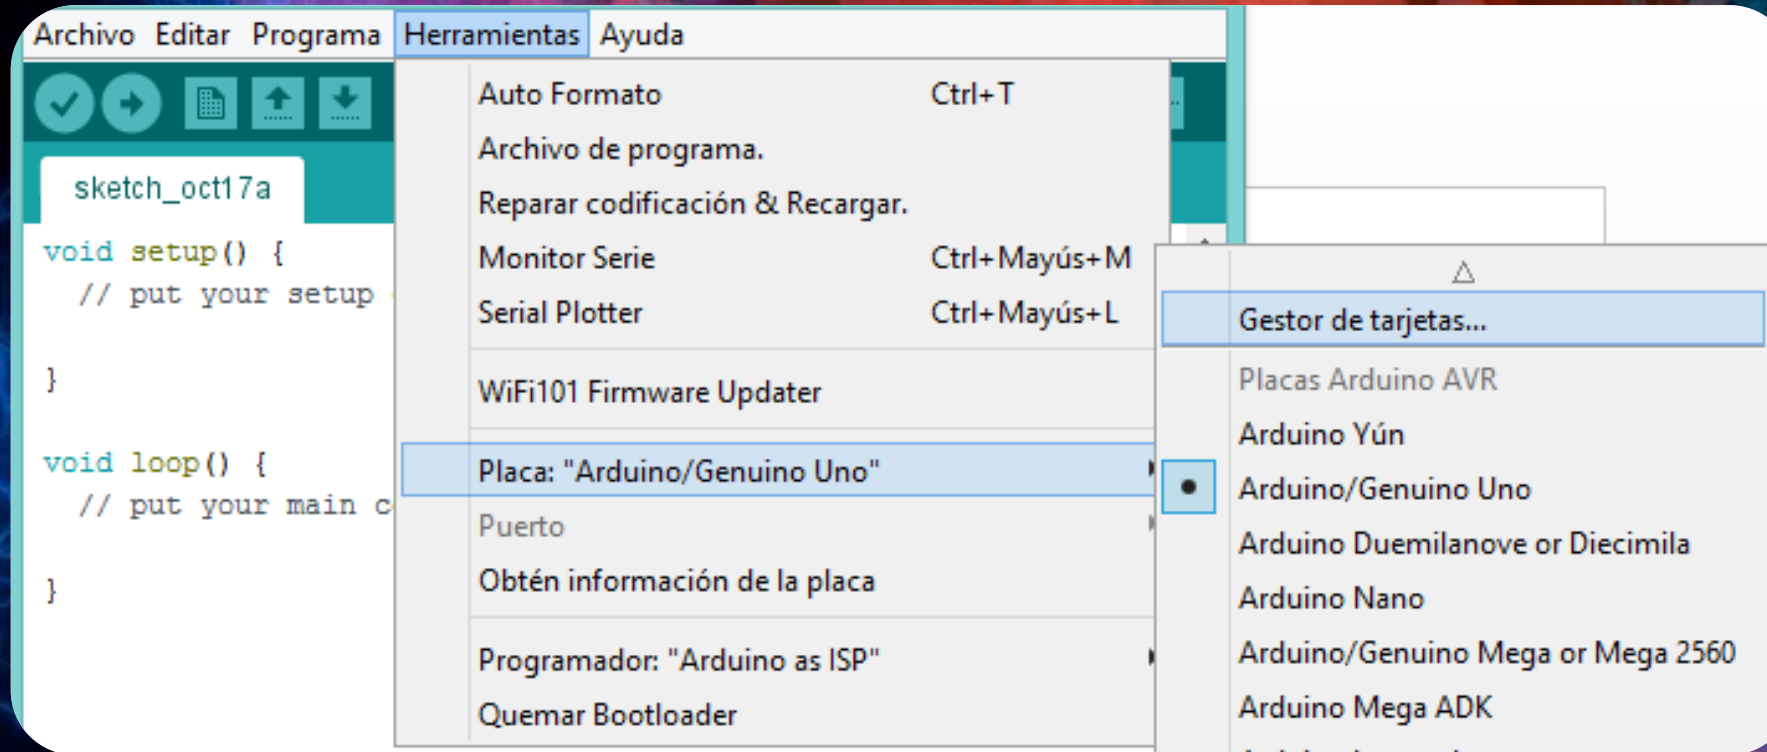 Archivo Editar Programa Herramientas Ayuda
sketch_oct17a
void setup() {
// put your setup
}
void loop() {
// put your main c
}
Auto Formato Ctrl+T
Archivo de programa.
Reparar codificación & Recargar.
Monitor Serie Ctrl+Mayús+M
Serial Plotter Ctrl+Mayús+L
WiFi101 Firmware Updater
Placa: "Arduino/Genuino Uno"
Puerto
Obtén información de la placa
Programador: "Arduino as ISP"
Quemar Bootloader
Gestor de tarjetas...
Placas Arduino AVR
Arduino Yún
Arduino/Genuino Uno
Arduino Duemilanove or Diecimila
Arduino Nano
Arduino/Genuino Mega or Mega 2560
Arduino Mega ADK